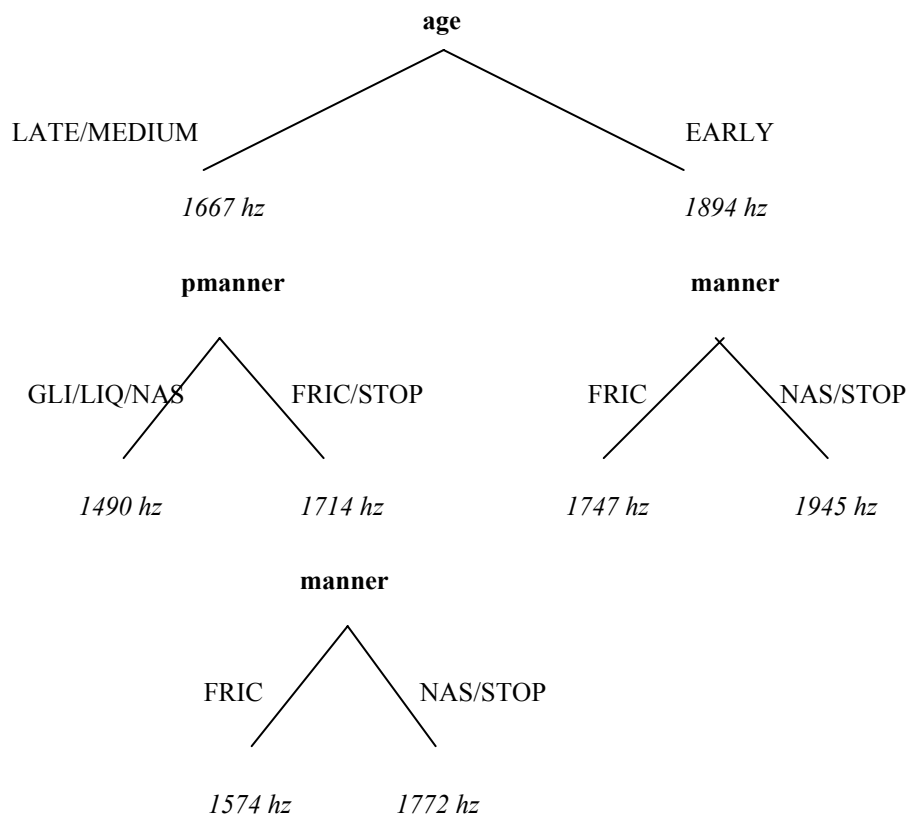 age
LATE/MEDIUM EARLY
1667 hz 1894 hz
pmanner manner
GLI/LIQ/NAS FRIC/STOP FRIC NAS/STOP
1490 hz 1714 hz 1747 hz 1945 hz
manner
FRIC NAS/STOP
1574 hz 1772 hz